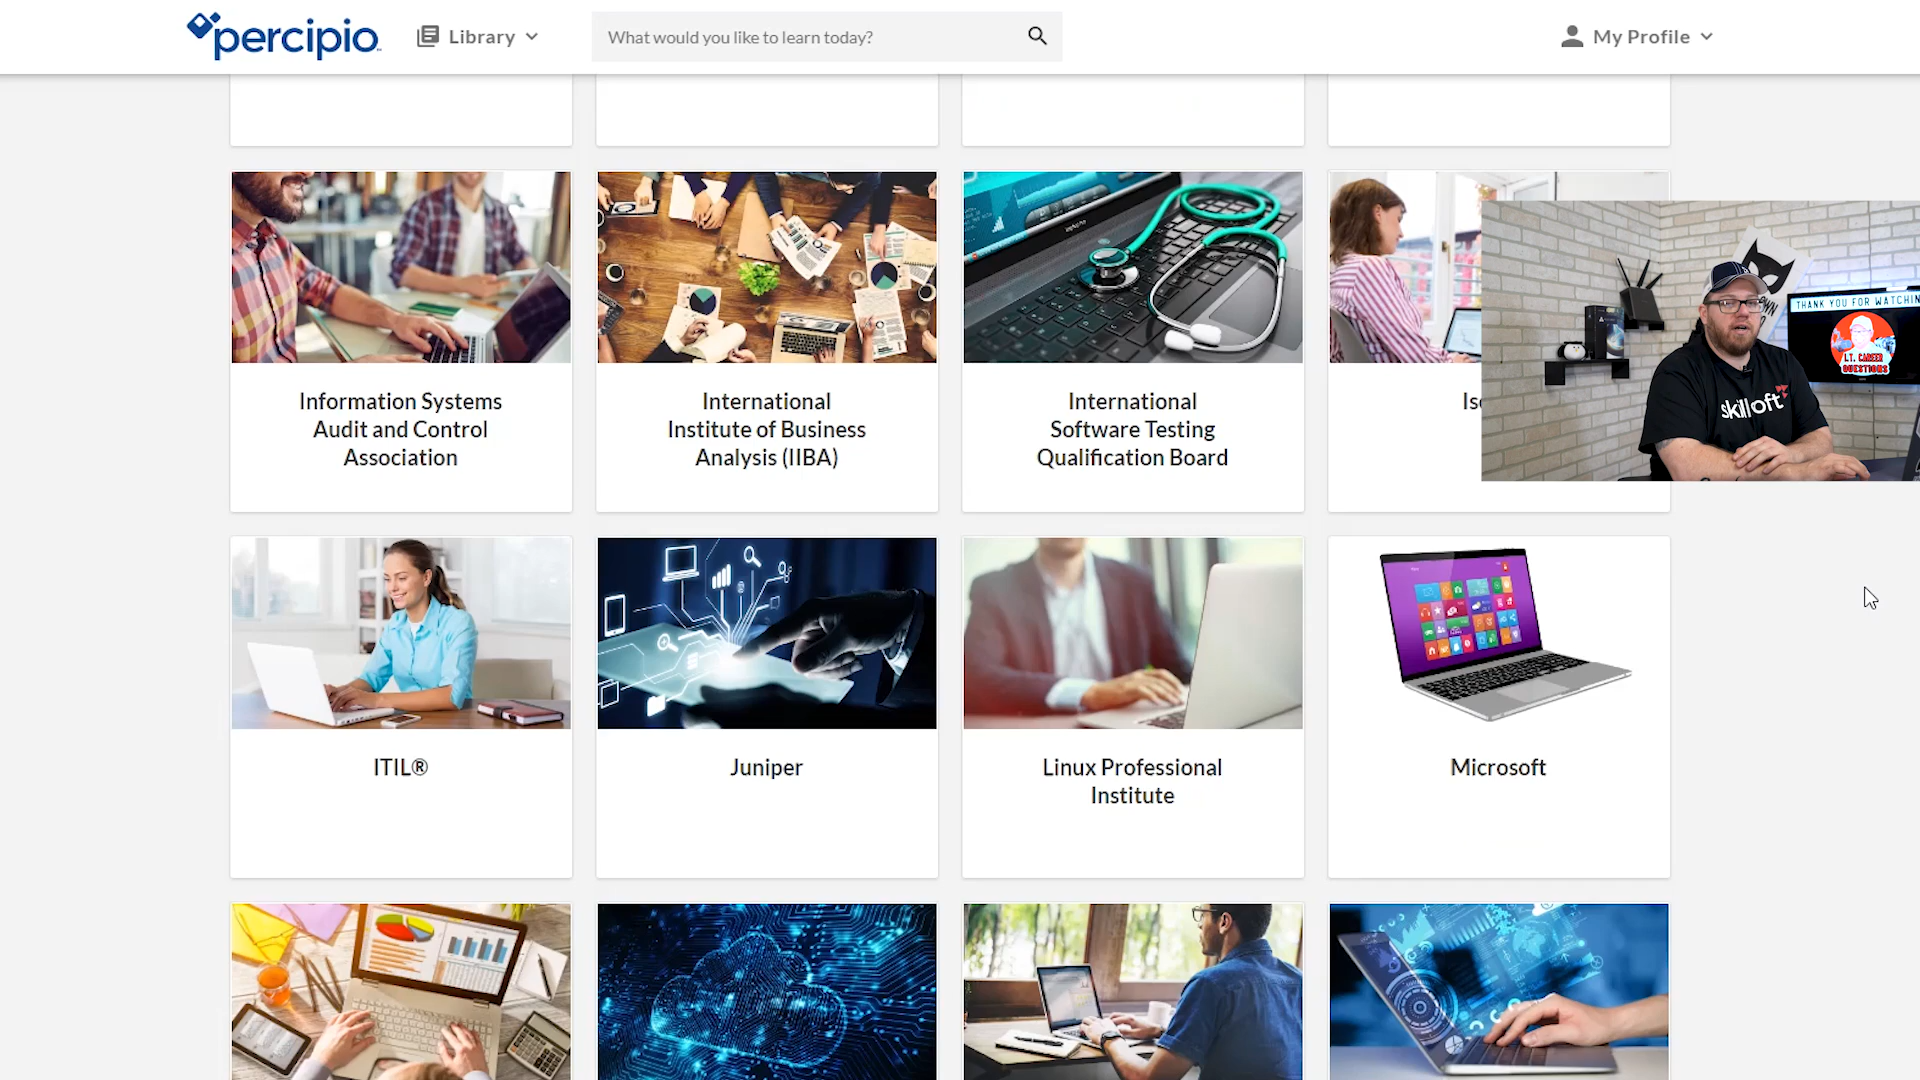 percipio
Library
What would you like to learn today?
My Profile
Information Systems
Audit and Control
Association
International
Institute of Business
Analysis (IIBA)
International
Software Testing
Qualification Board
THANK YOU FOR WATCHIN
I.T. CAREER
QUESTIONS
skillsoft
ITIL®
Juniper
Linux Professional
Institute
Microsoft